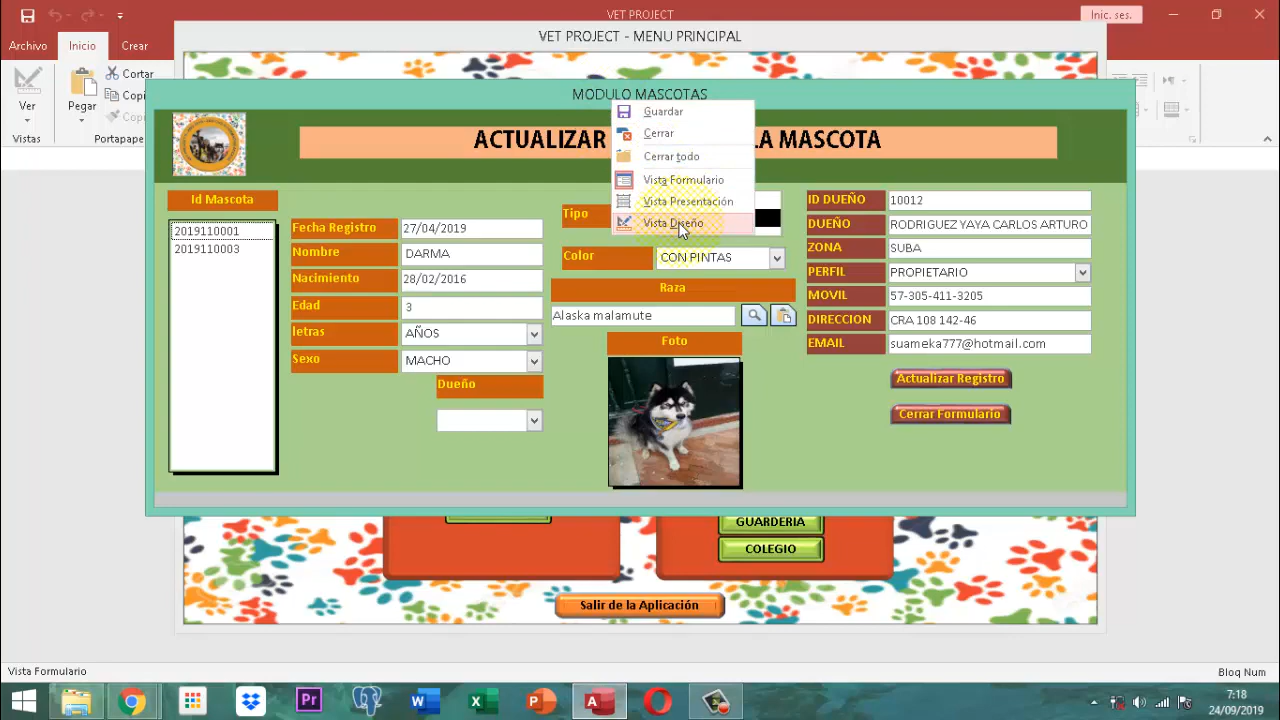 VET PROJECT
Inic. ses.
Archivo
Inicio
Crear
VET PROJECT - MENU PRINCIPAL
Ver
Pegar
Cortar
Vistas
Portapape
MODULO MASCOTAS
ACTUALIZAR LA MASCOTA
Guardar
Cerrar
Cerrar todo
Vista Formulario
Vista Presentación
Vista Diseño
Id Mascota
2019110001
2019110003
Fecha Registro 27/04/2019
Nombre DARMA
Nacimiento 28/02/2016
Edad 3
letras AÑOS
Sexo MACHO
Dueño
Tipo
Color CON PINTAS
Raza
Alaska malamute
Foto
ID DUEÑO 10012
DUEÑO RODRIGUEZ YAYA CARLOS ARTURO
ZONA SUBA
PERFIL PROPIETARIO
MOVIL 57-305-411-3205
DIRECCION CRA 108 142-46
EMAIL suameka777@hotmail.com
Actualizar Registro
Cerrar Formulario
GUARDERIA
COLEGIO
Salir de la Aplicación
Vista Formulario
Bloq Num
7:18
24/09/2019